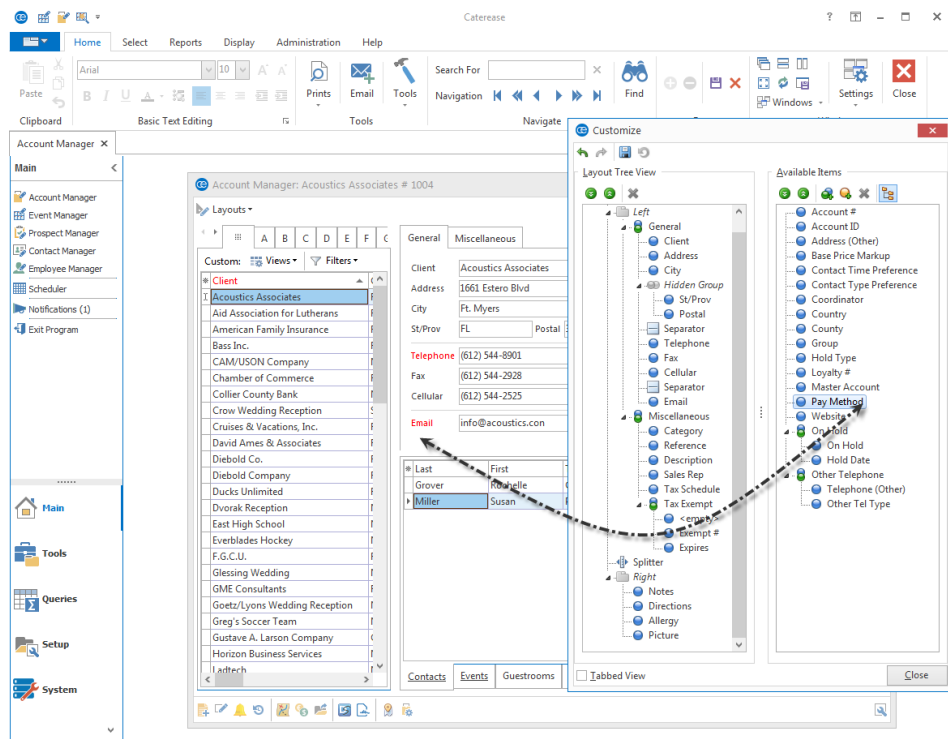 Caterease
Home Select Reports Display Administration Help
Paste
Arial 10
B I U A
Prints Email Tools
Search For
Navigation
Find
Windows
Settings Close
Clipboard Basic Text Editing Tools Navigate
Account Manager
Main
Account Manager
Event Manager
Prospect Manager
Contact Manager
Employee Manager
Scheduler
Notifications (1)
Exit Program
Main
Tools
Queries
Setup
System
Account Manager: Acoustics Associates # 1004
Layouts
A B C D E F
Custom: Views Filters
Client
Acoustics Associates
Aid Association for Lutherans
American Family Insurance
Bass Inc.
CAM/USON Company
Chamber of Commerce
Collier County Bank
Crow Wedding Reception
Cruises & Vacations, Inc.
David Ames & Associates
Diebold Co.
Diebold Company
Ducks Unlimited
Dvorak Reception
East High School
Everblades Hockey
F.G.C.U.
Glessing Wedding
GME Consultants
Goetz/Lyons Wedding Reception
Greg's Soccer Team
Gustave A. Larson Company
Horizon Business Services
Ladtech
General Miscellaneous
Client Acoustics Associates
Address 1661 Estero Blvd
City Ft. Myers
St/Prov FL Postal
Telephone (612) 544-8901
Fax (612) 544-2928
Cellular (612) 544-2525
Email info@acoustics.con
Last First
Grover Rochelle
Miller Susan
Contacts Events Guestrooms
Customize
Layout Tree View
Left
General
Client
Address
City
Hidden Group
St/Prov
Postal
Separator
Telephone
Fax
Cellular
Separator
Email
Miscellaneous
Category
Reference
Description
Sales Rep
Tax Schedule
Tax Exempt
<empty>
Exempt #
Expires
Splitter
Right
Notes
Directions
Allergy
Picture
Available Items
Account #
Account ID
Address (Other)
Base Price Markup
Contact Time Preference
Contact Type Preference
Coordinator
Country
County
Group
Hold Type
Loyalty #
Master Account
Pay Method
Website
On Hold
On Hold
Hold Date
Other Telephone
Telephone (Other)
Other Tel Type
Tabbed View
Close